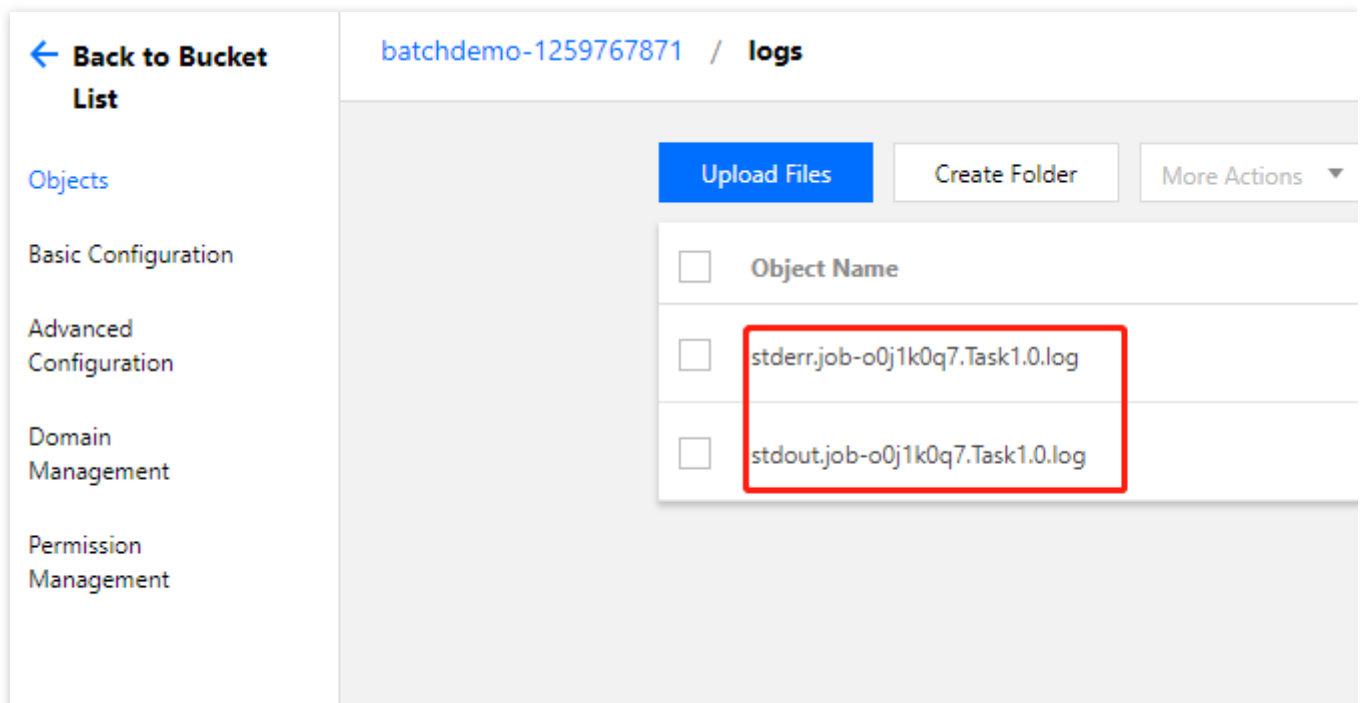 Back to Bucket
List
batchdemo-1259767871 / logs
Objects
Basic Configuration
Advanced
Configuration
Domain
Management
Permission
Management
Upload Files
Create Folder
More Actions
Object Name
stderr.job-o0j1k0q7.Task1.0.log
stdout.job-o0j1k0q7.Task1.0.log